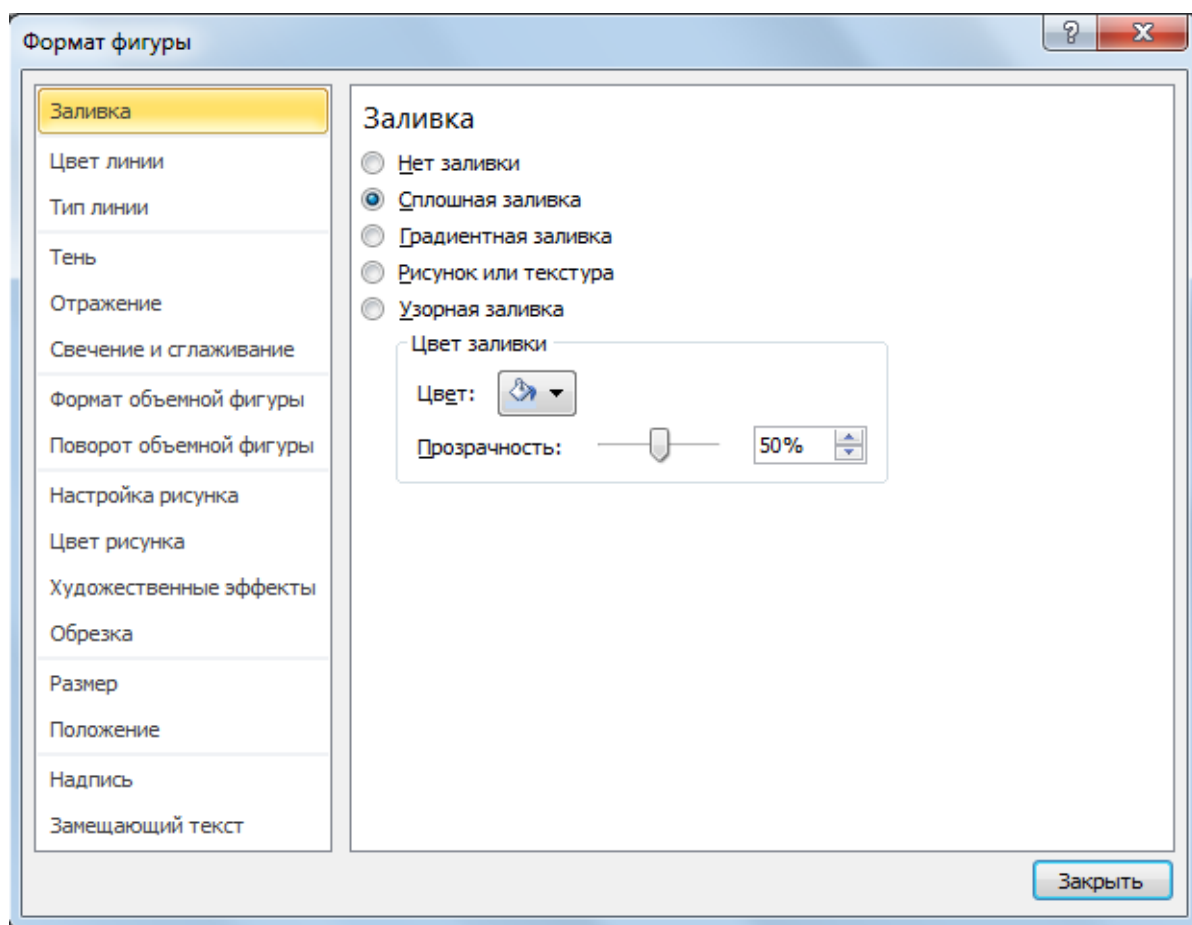 Формат фигуры
Заливка
Цвет линии
Тип линии
Тень
Отражение
Свечение и сглаживание
Формат объемной фигуры
Поворот объемной фигуры
Настройка рисунка
Цвет рисунка
Художественные эффекты
Обрезка
Размер
Положение
Надпись
Замещающий текст
Заливка
Нет заливки
Сплошная заливка
Градиентная заливка
Рисунок или текстура
Узорная заливка
Цвет заливки
Цвет:
Прозрачность: 50%
Закрыть